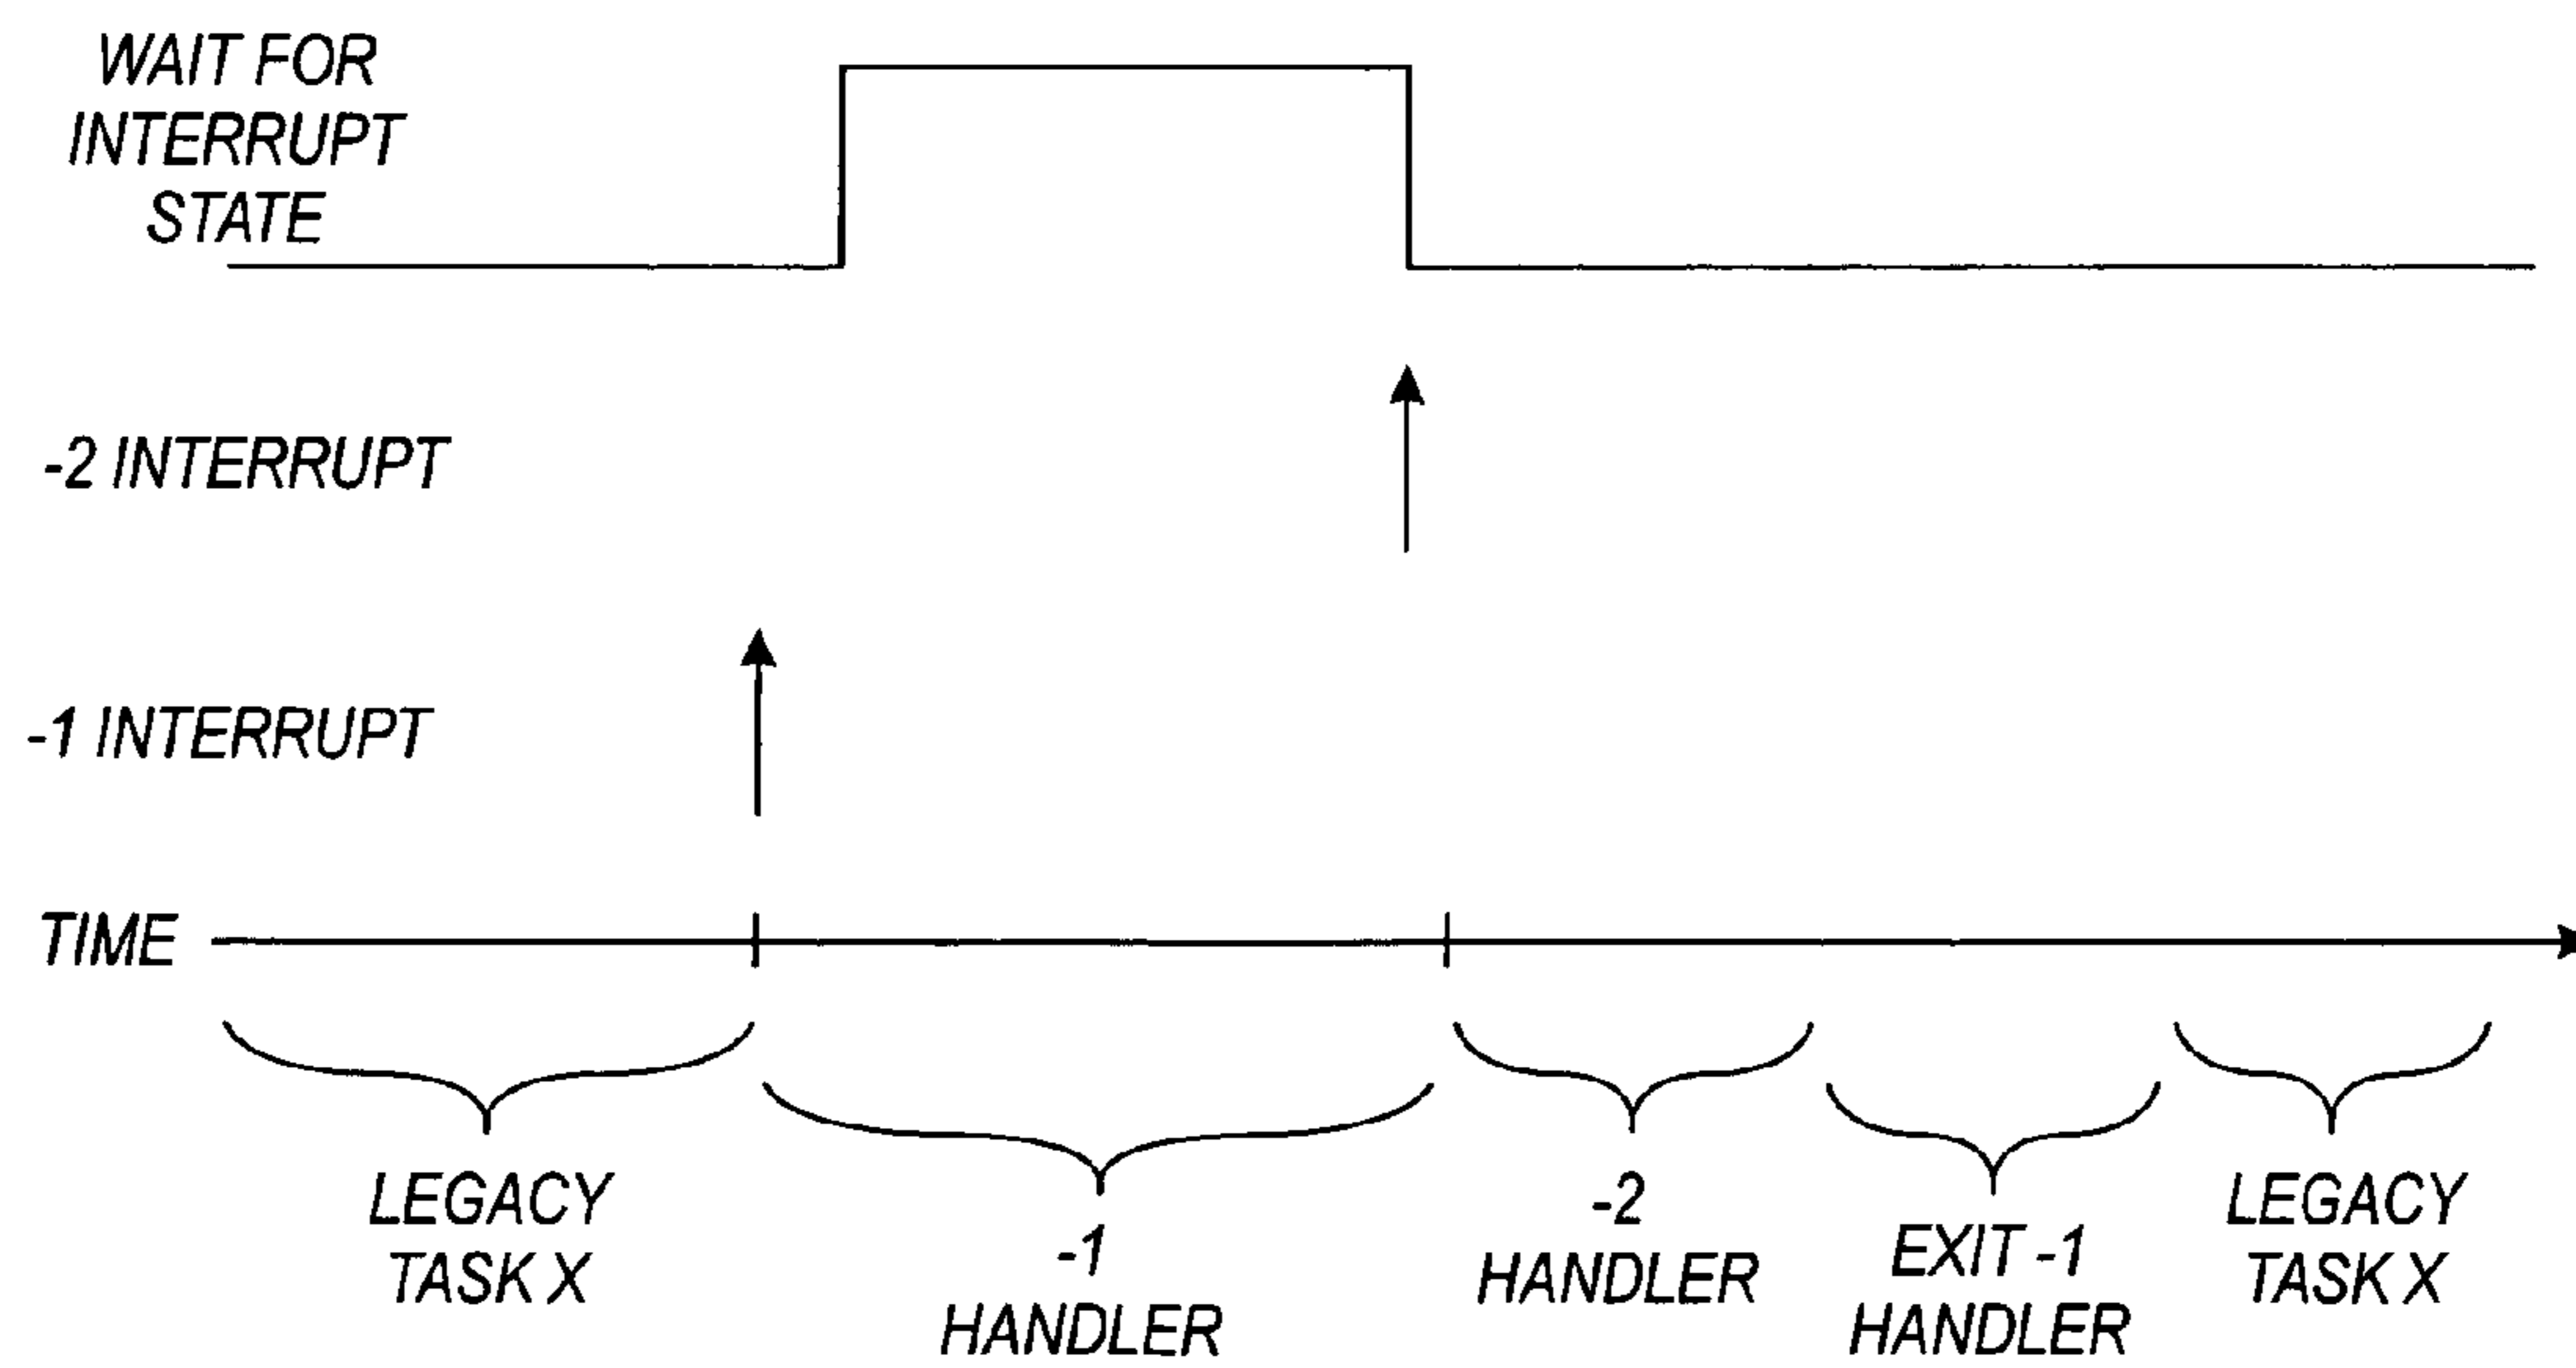 WAIT FOR
INTERRUPT
STATE
-2 INTERRUPT
-1 INTERRUPT
TIME
LEGACY
TASK X
-1
HANDLER
-2
HANDLER
EXIT -1
HANDLER
LEGACY
TASK X